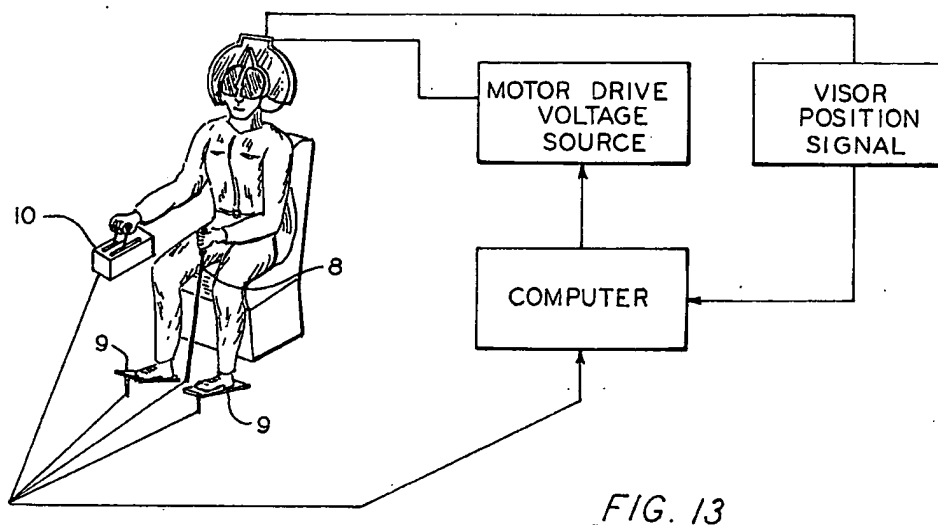 MOTOR DRIVE
VOLTAGE
SOURCE
VISOR
POSITION
SIGNAL
10
8
COMPUTER
9
9
FIG. 13